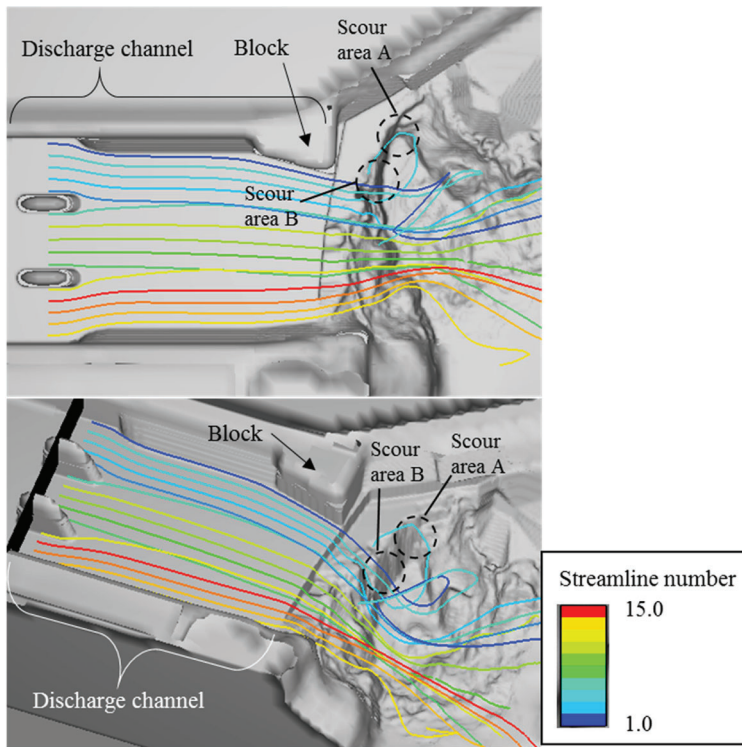 Discharge channel
Block
Scour
area A
Scour
area B
Block
Scour
area B
Scour
area A
Discharge channel
Streamline number
15.0
1.0